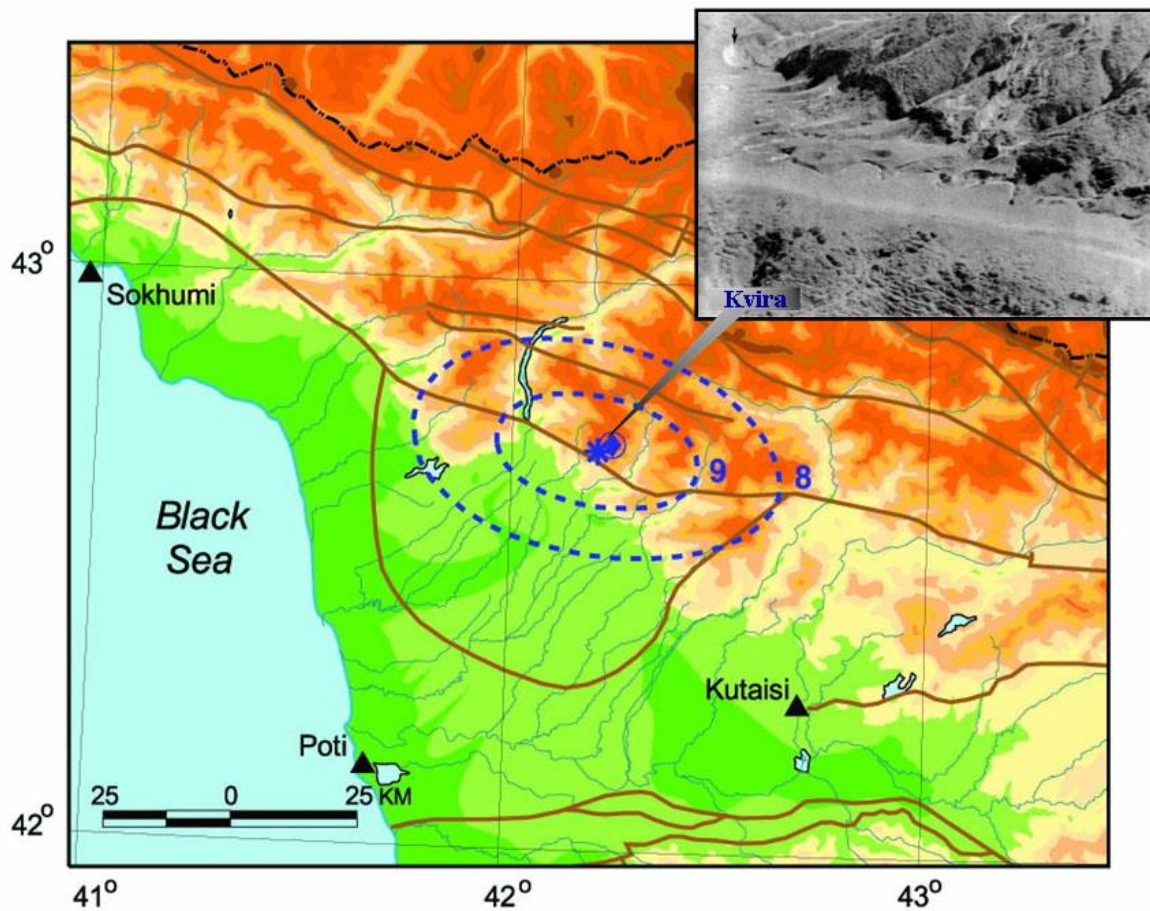 Kvira
43°
Sokhumi
9 8
Black
Sea
Kutaisi
Poti
25 0 25
KM
42°
41° 42° 43°